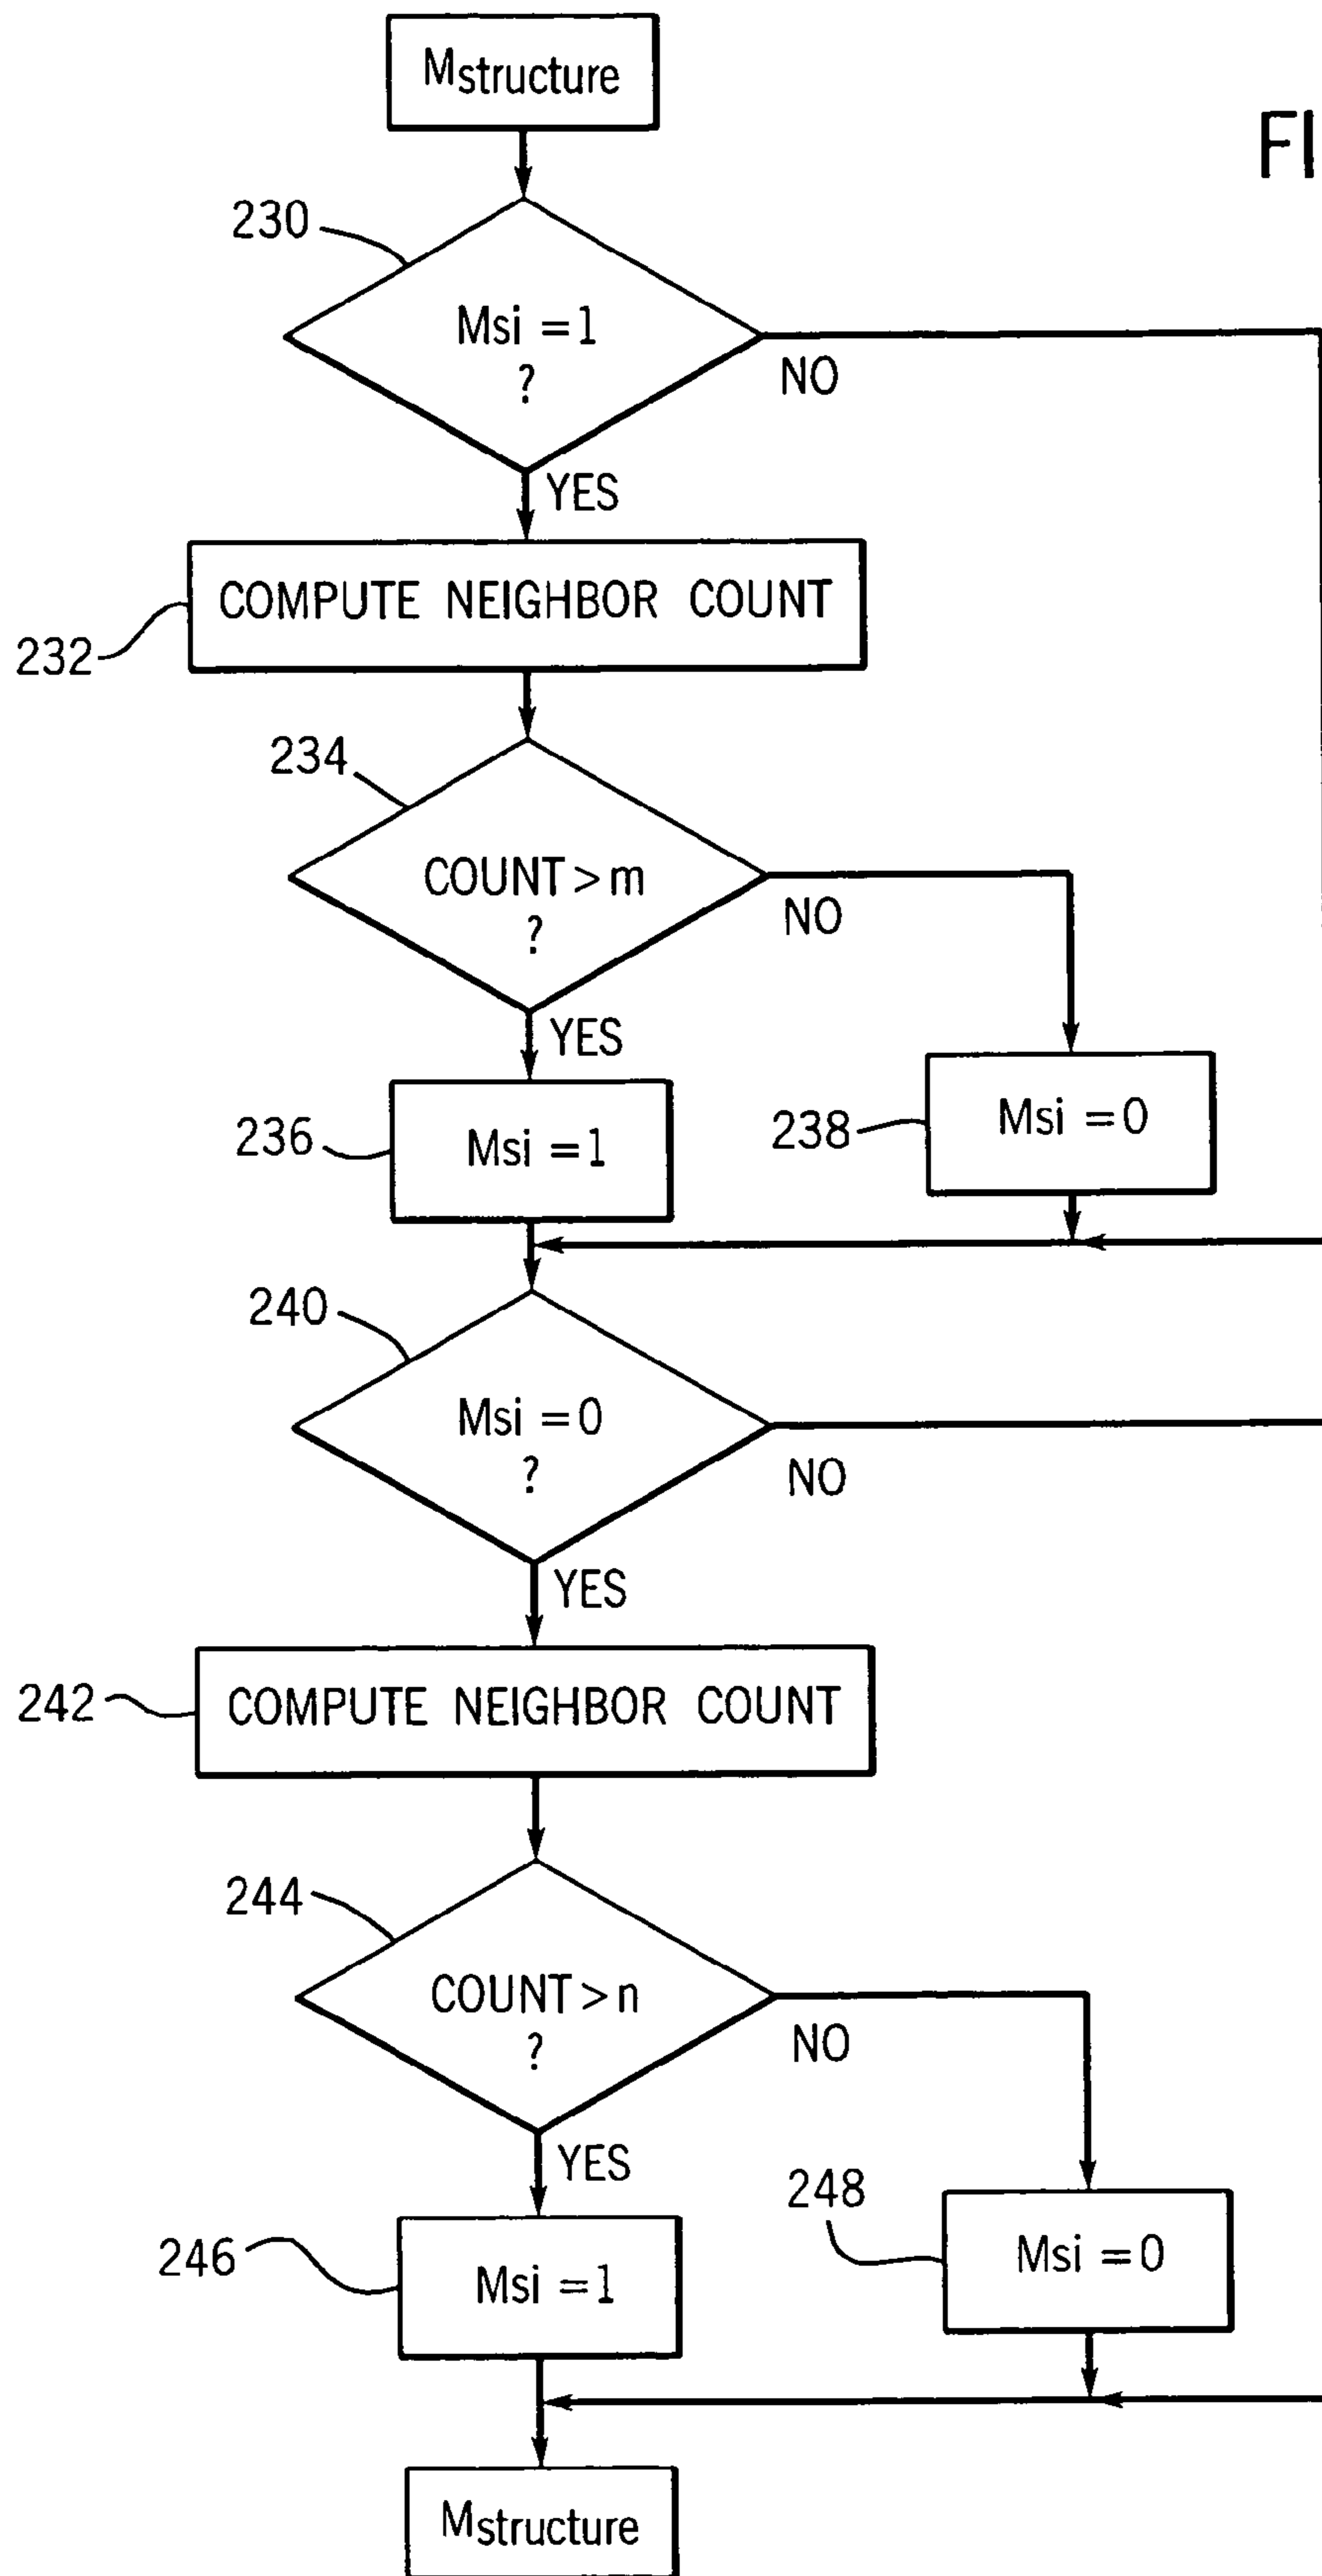 Mstructure
FI
230
Msi = 1
?
NO
YES
COMPUTE NEIGHBOR COUNT
232
234
COUNT > m
?
NO
YES
236
Msi = 1
238
Msi = 0
240
Msi = 0
?
NO
YES
242
COMPUTE NEIGHBOR COUNT
244
COUNT > n
?
NO
YES
246
Msi = 1
248
Msi = 0
Mstructure